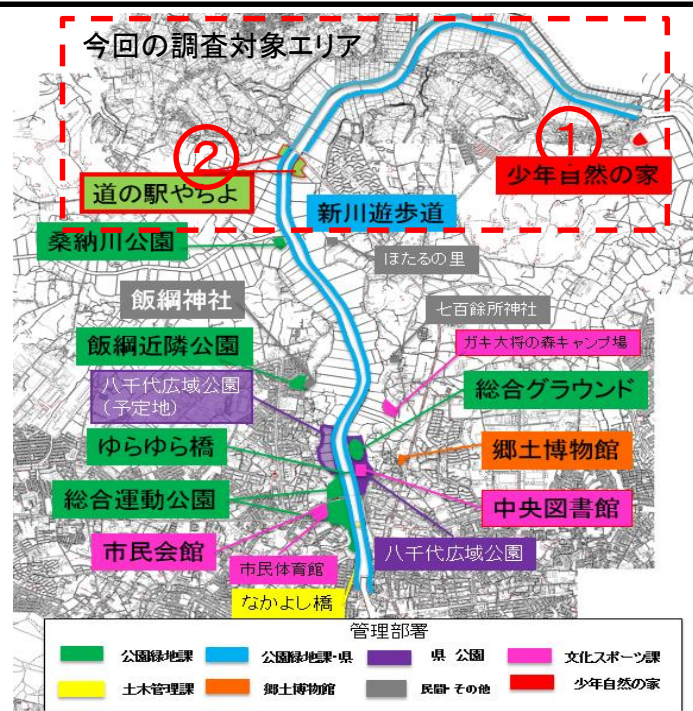 今回の調査対象エリア
①
②
少年自然の家
道の駅やちよ
新川遊歩道
桑納川公園
ほたるの里
飯綱神社
七百餘所神社
飯綱近隣公園
ガキ大将の森キャンプ場
八千代広域公園
(予定地)
総合グラウンド
ゆらゆら橋
郷土博物館
総合運動公園
中央図書館
市民会館
八千代広域公園
市民体育館
なかよし橋
管理部署
公園緑地課
公園緑地課・県
県 公園
文化スポーツ課
土木管理課
郷土博物館
民間・その他
少年自然の家